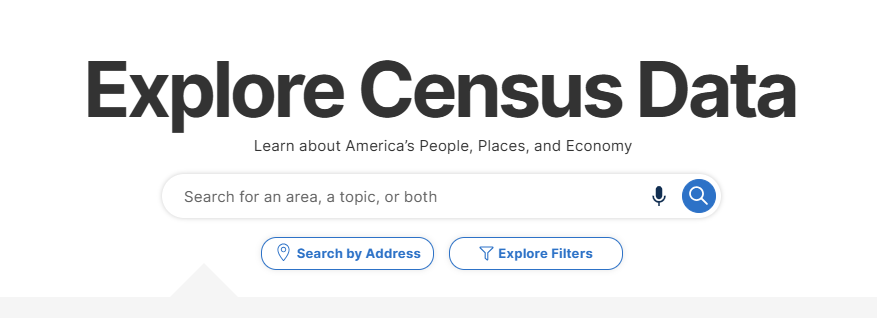 Explore Census Data
Learn about America’s People, Places, and Economy
Search for an area, a topic, or both
Search by Address
Explore Filters